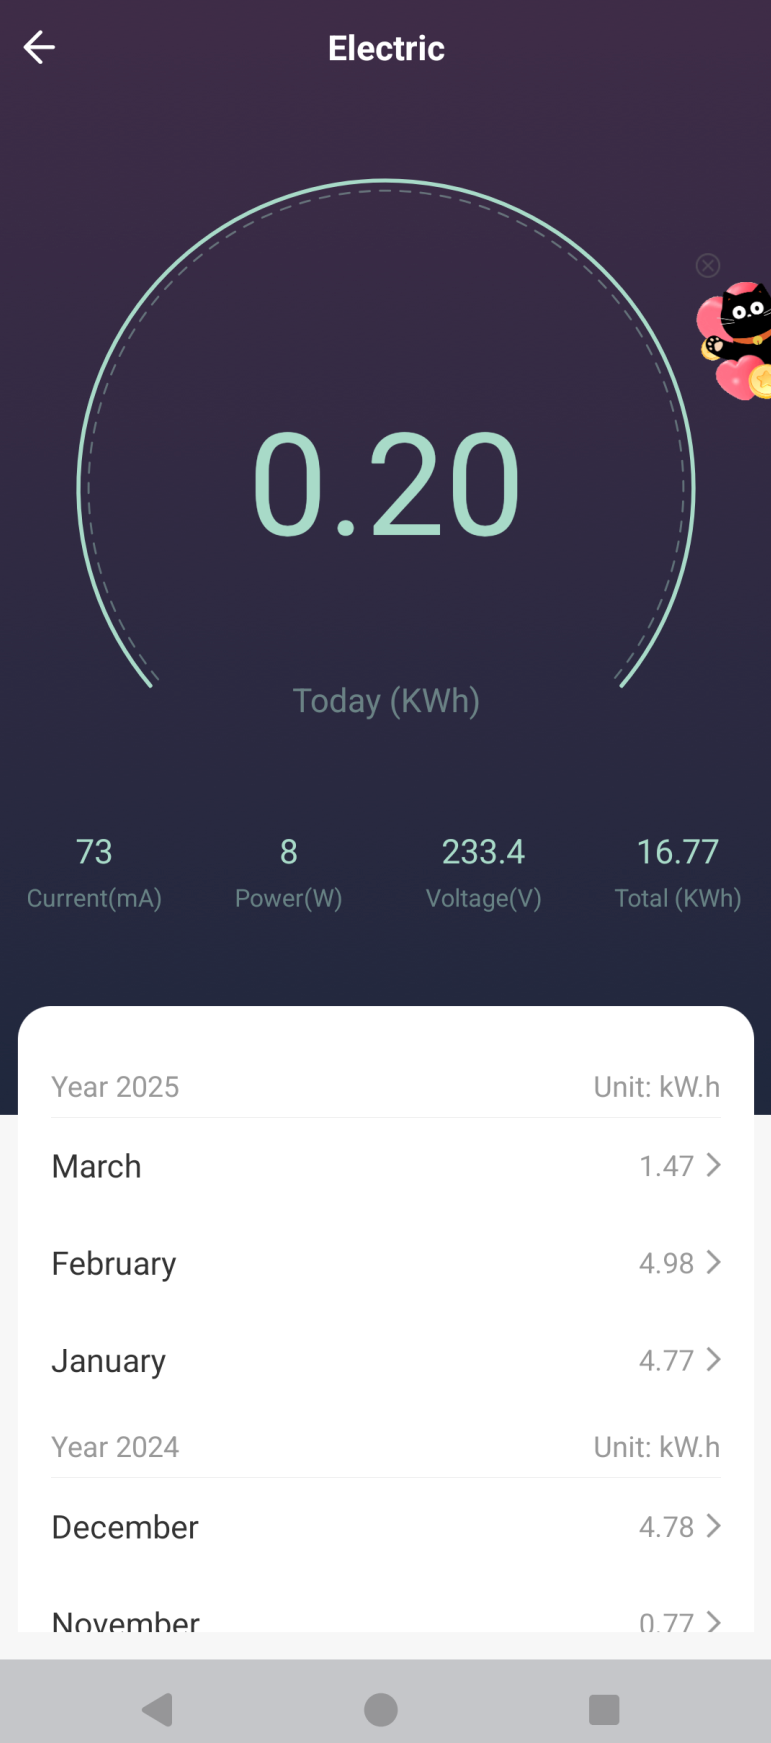 Electric
0.20
Today (KWh)
73 8 233.4 16.77
Current(mA) Power(W) Voltage(V) Total (KWh)
Year 2025 Unit: kW.h
March 1.47
February 4.98
January 4.77
Year 2024 Unit: kW.h
December 4.78
November 0.77